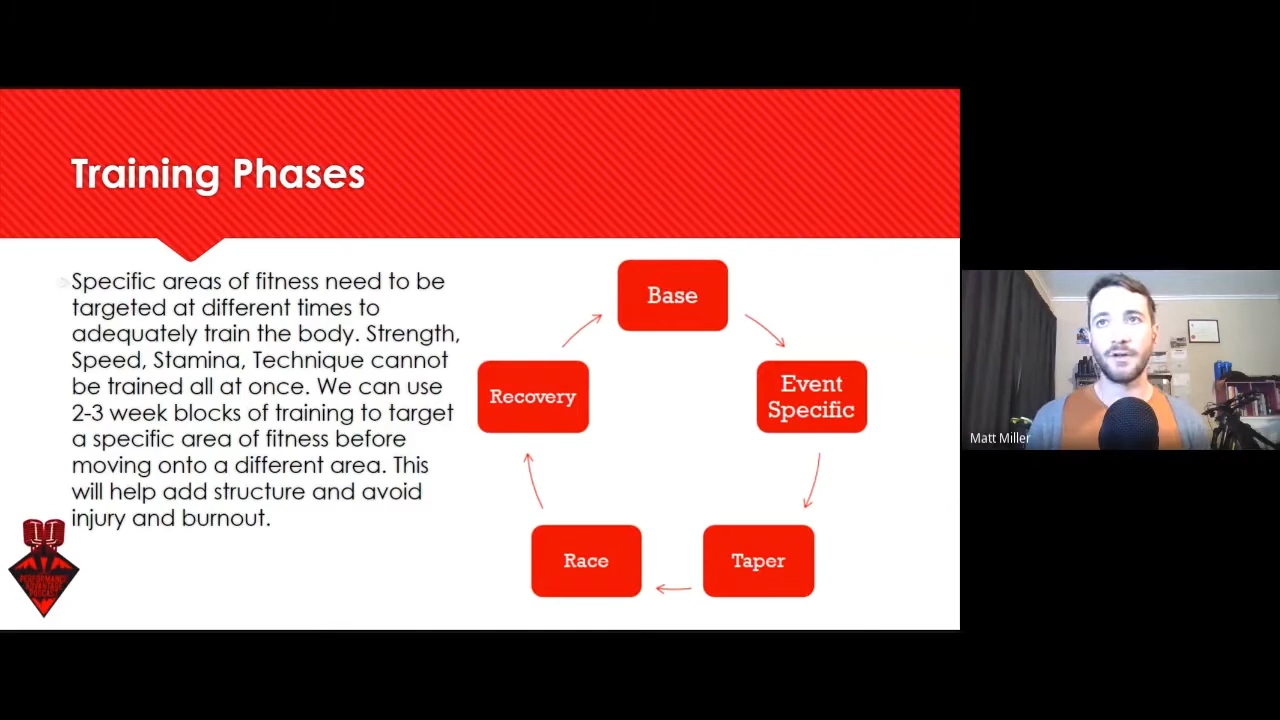 Training Phases
Specific areas of fitness need to be
targeted at different times to
adequately train the body. Strength,
Speed, Stamina, Technique cannot
be trained all at once. We can use
2-3 week blocks of training to target
a specific area of fitness before
moving onto a different area. This
will help add structure and avoid
injury and burnout.
Base
Event
Specific
Taper
Race
Recovery
PERFORMANCE
ADVANTAGE
PODCAST
Matt Miller